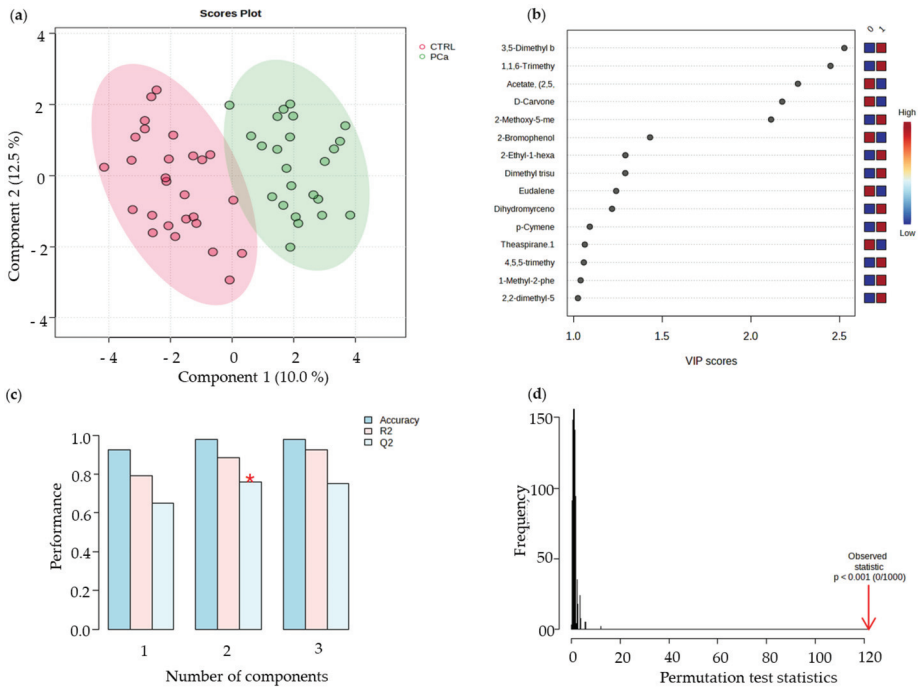 (a)
Scores Plot
4
2
0
- 2
- 4
Component 2 (12.5 %)
- 4
- 2
0
2
4
Component 1 (10.0 %)
CTRL
PCa
(b)
3,5-Dimethyl b
1,1,6-Trimethy
Acetate, (2,5,
D-Carvone
2-Methoxy-5-me
2-Bromophenol
2-Ethyl-1-hexa
Dimethyl trisu
Eudalene
Dihydromyrceno
p-Cymene
Theaspirane.1
4,5,5-trimethy
1-Methyl-2-phe
2,2-dimethyl-5
1.0
1.5
2.0
2.5
VIP scores
0
1
High
Low
(c)
Accuracy
R2
Q2
1.0
0.8
0.6
0.4
0.2
0.0
Performance
*
1
2
3
Number of components
(d)
150
100
50
00
Frequency
Observed
statistic
p < 0.001 (0/1000)
0
20
40
60
80
100
120
Permutation test statistics